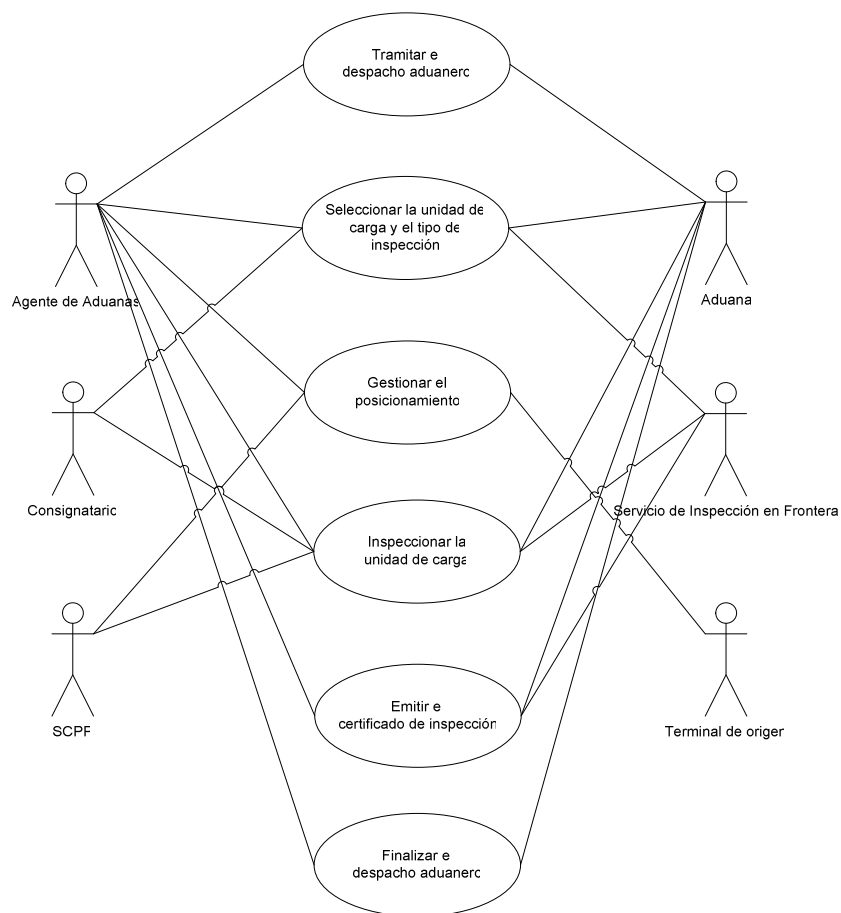 Tramitar e
despacho aduanero
Seleccionar la unidad de
carga y el tipo de
inspección
Agente de Aduanas
Aduana
Gestionar el
posicionamiento
Consignataric
Servicio de Inspección en Frontera
Inspeccionar la
unidad de carga
SCPF
Terminal de origer
Emitir e
certificado de inspección
Finalizar e
despacho aduanero